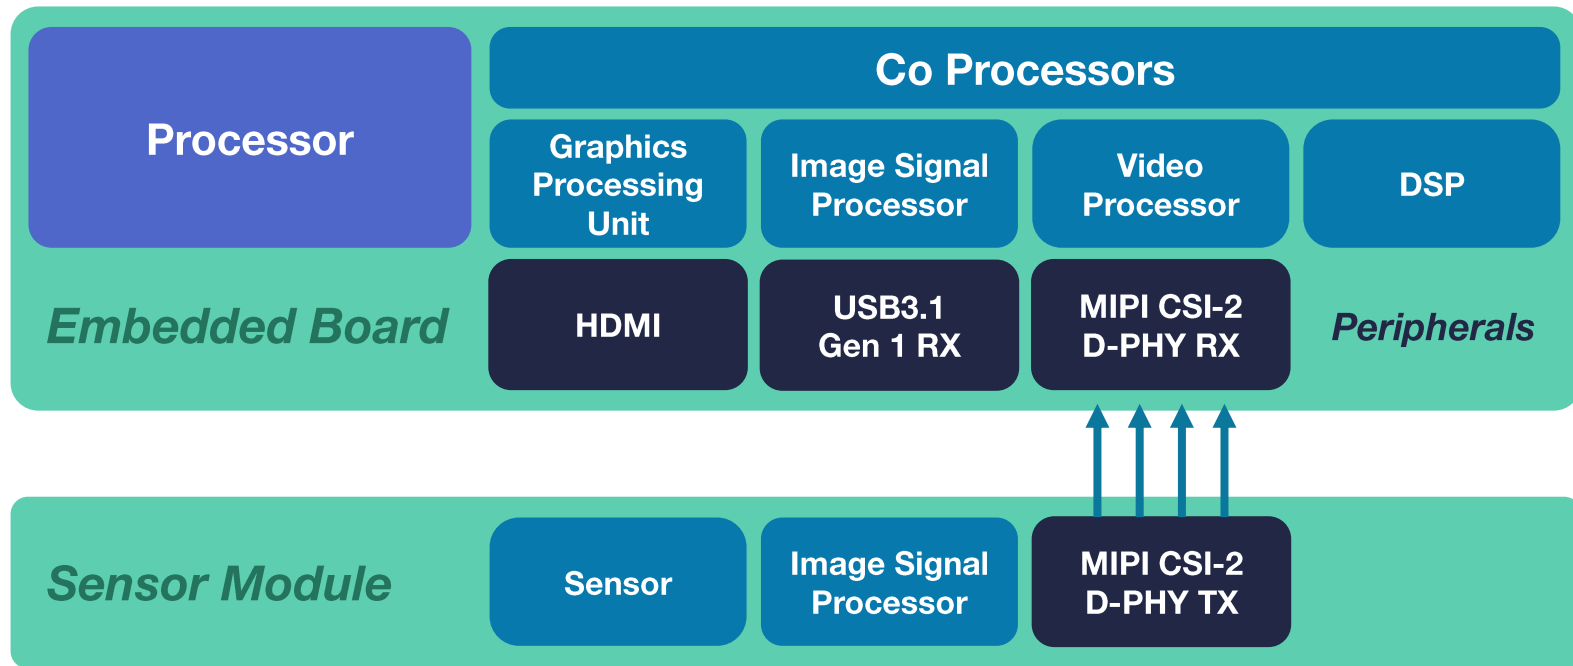 Processor
Co Processors
Graphics
Processing
Unit
Image Signal
Processor
Video
Processor
DSP
Embedded Board
HDMI
USB3.1
Gen 1 RX
MIPI CSI-2
D-PHY RX
Peripherals
Sensor Module
Sensor
Image Signal
Processor
MIPI CSI-2
D-PHY TX